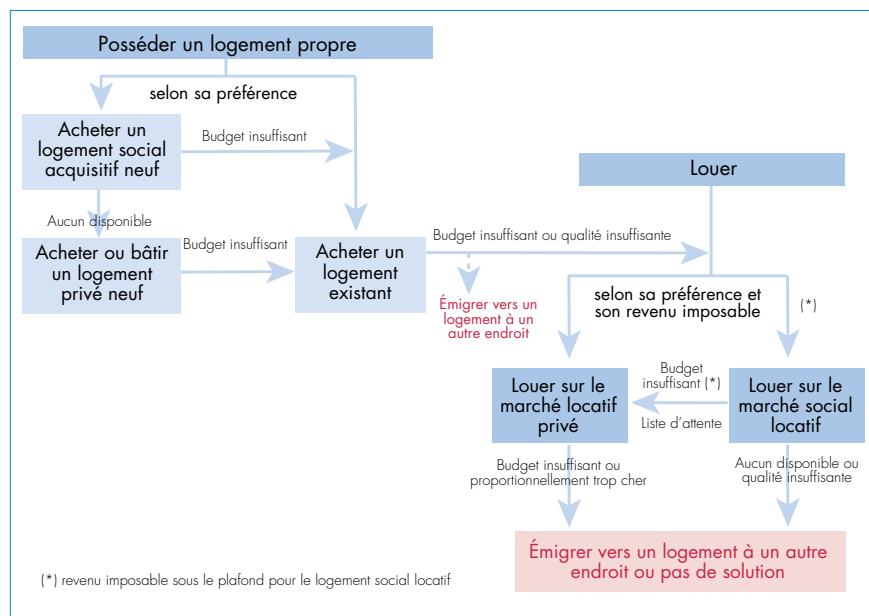 Posséder un logement propre
selon sa préférence
Acheter un
logement social
acquisitif neuf
Budget insuffisant
Louer
Aucun disponible
Acheter ou bâtir
un logement
privé neuf
Budget insuffisant
Acheter un
logement
existant
Budget insuffisant ou qualité insuffisante
Émigrer vers un
logement à un
autre endroit
selon sa préférence et
son revenu imposable
(*)
Louer sur le
marché locatif
privé
Budget
insuffisant (*)
Liste d'attente
Louer sur le
marché social
locatif
Budget insuffisant ou
proportionnellement trop cher
Aucun disponible ou
qualité insuffisante
Émigrer vers un logement à un autre
endroit ou pas de solution
(*) revenu imposable sous le plafond pour le logement social locatif